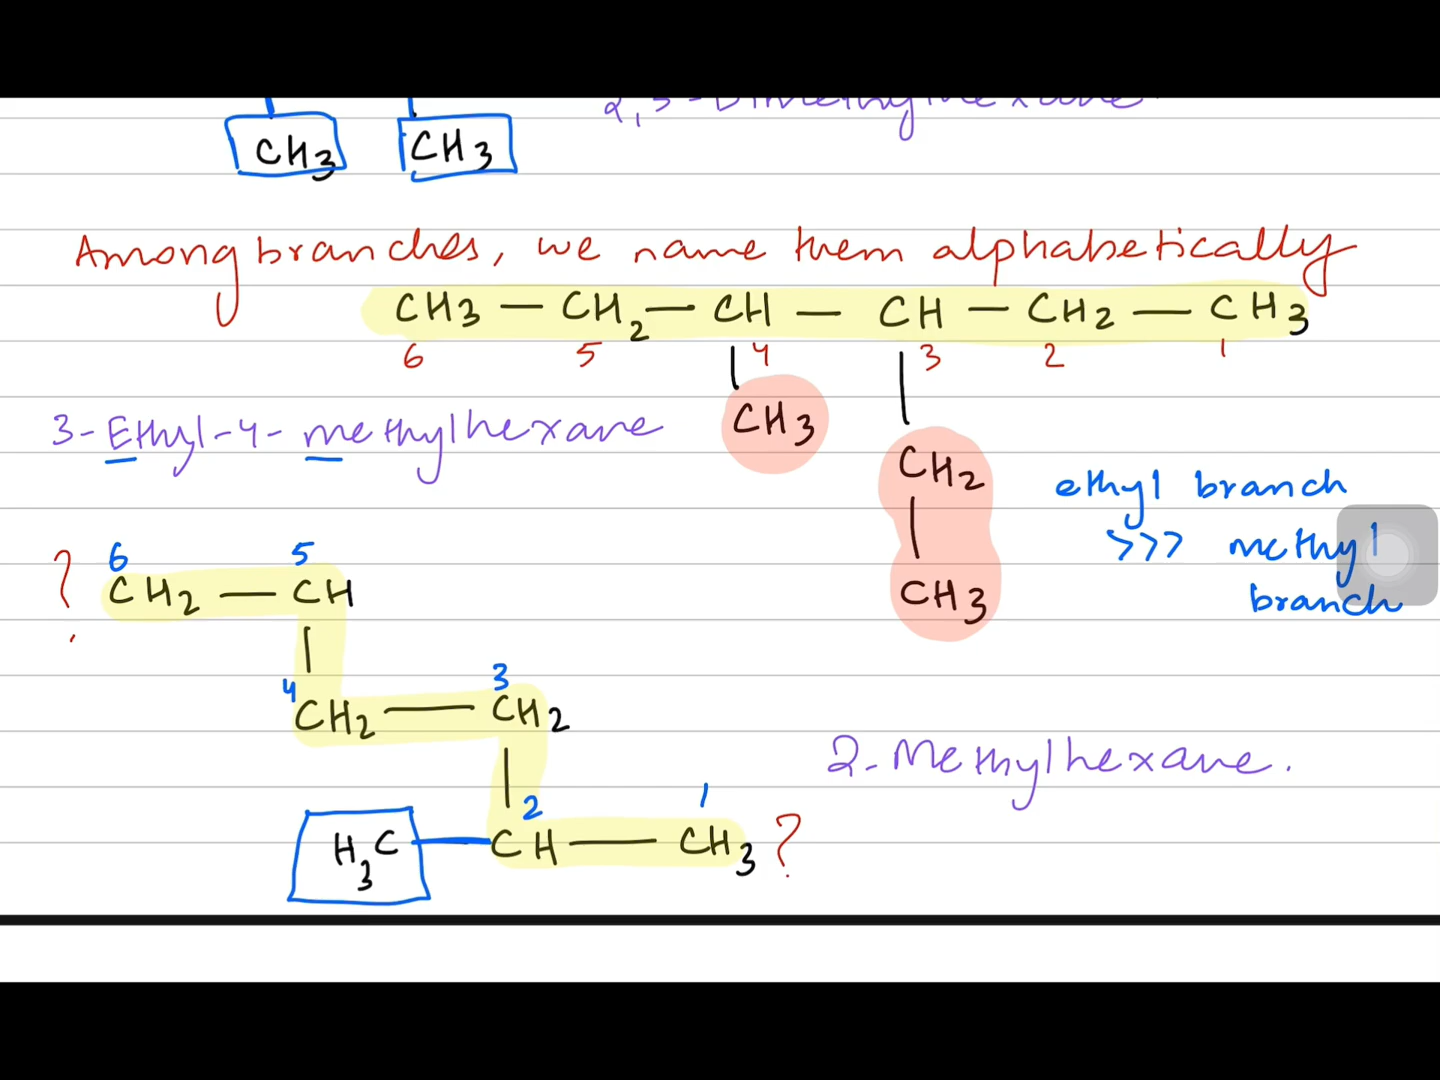 CH3 CH3
Among branches, we name them alphabetically
CH3 — CH2 — CH — CH — CH2 — CH3
6 5 4 3 2 1
3-Ethyl-4-methylhexane
CH3
CH2
CH3
ethyl branch
>>> methyl
branch
6 5
? CH2 — CH
4 3
CH2 — CH2
2-Methylhexane.
2 1
H3C — CH — CH3 ?